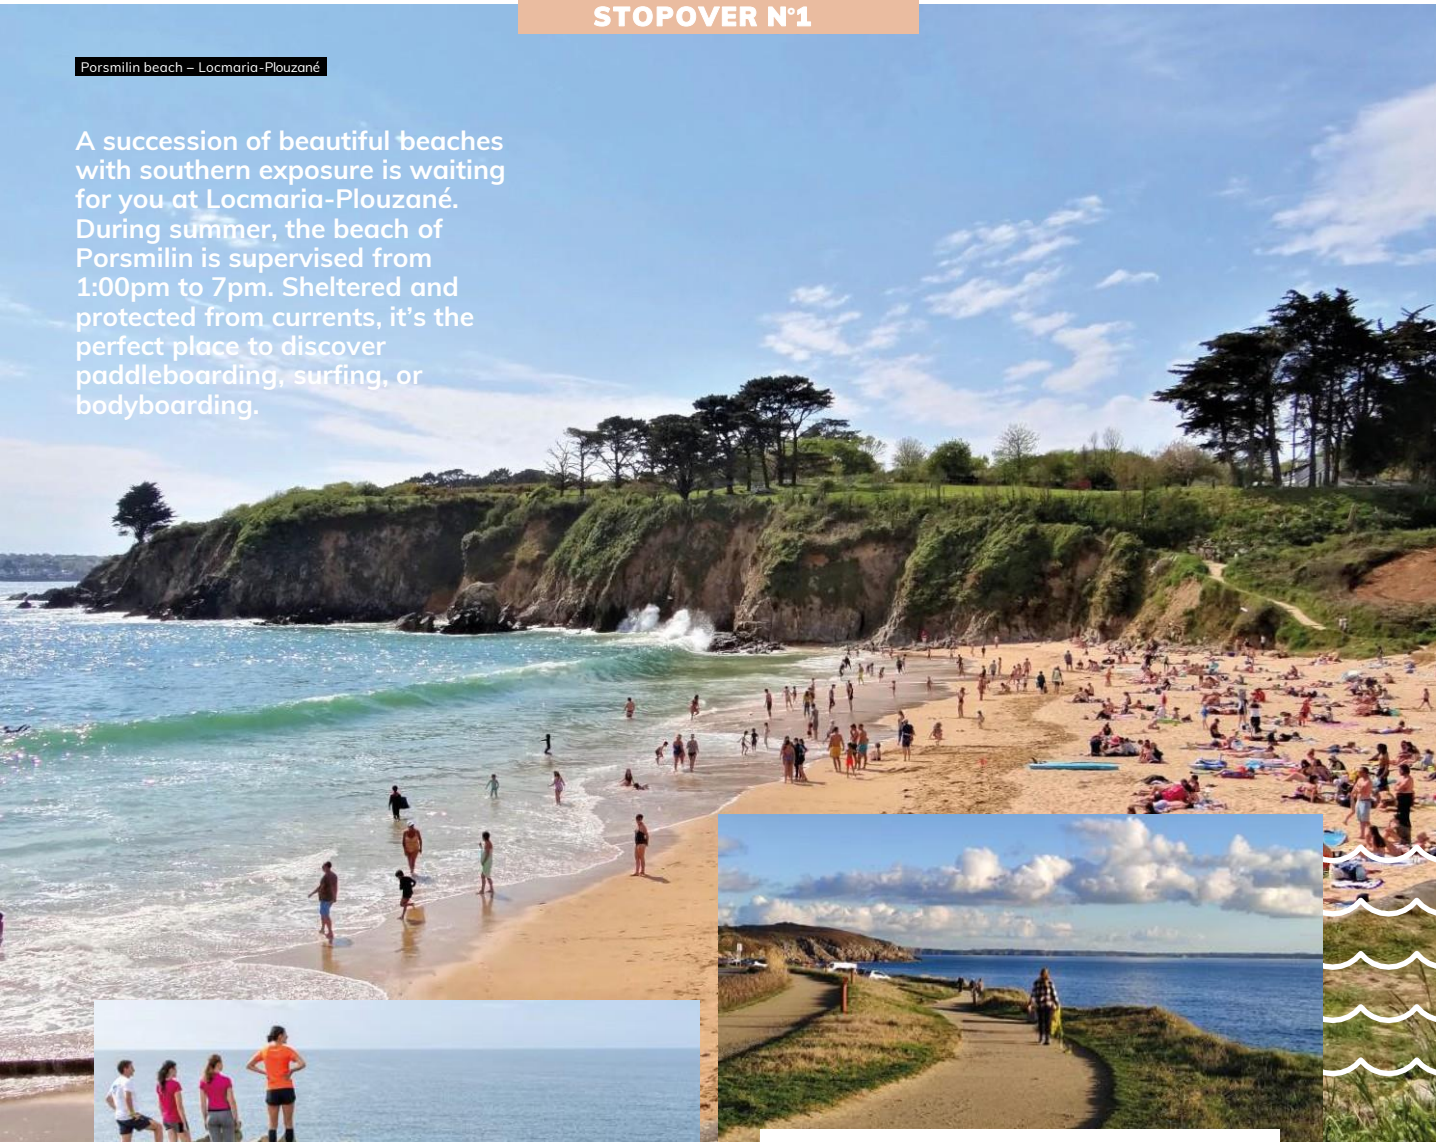 STOPOVER N°1
Porsmilin beach – Locmaria-Plouzané
A succession of beautiful beaches
with southern exposure is waiting
for you at Locmaria-Plouzané.
During summer, the beach of
Porsmilin is supervised from
1:00pm to 7pm. Sheltered and
protected from currents, it’s the
perfect place to discover
paddleboarding, surfing, or
bodyboarding.